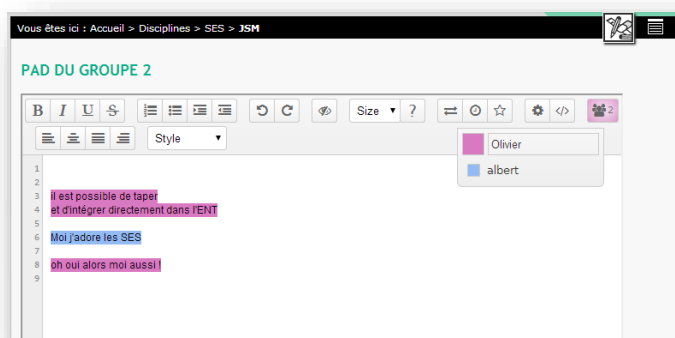 Vous êtes ici : Accueil > Disciplines > SES > JSM
PAD DU GROUPE 2
B I U S Size ? </> 2
Style
Olivier
albert
1
2
3 il est possible de taper
4 et d'intégrer directement dans l'ENT
5
6 Moi j'adore les SES
7
8 oh oui alors moi aussi !
9